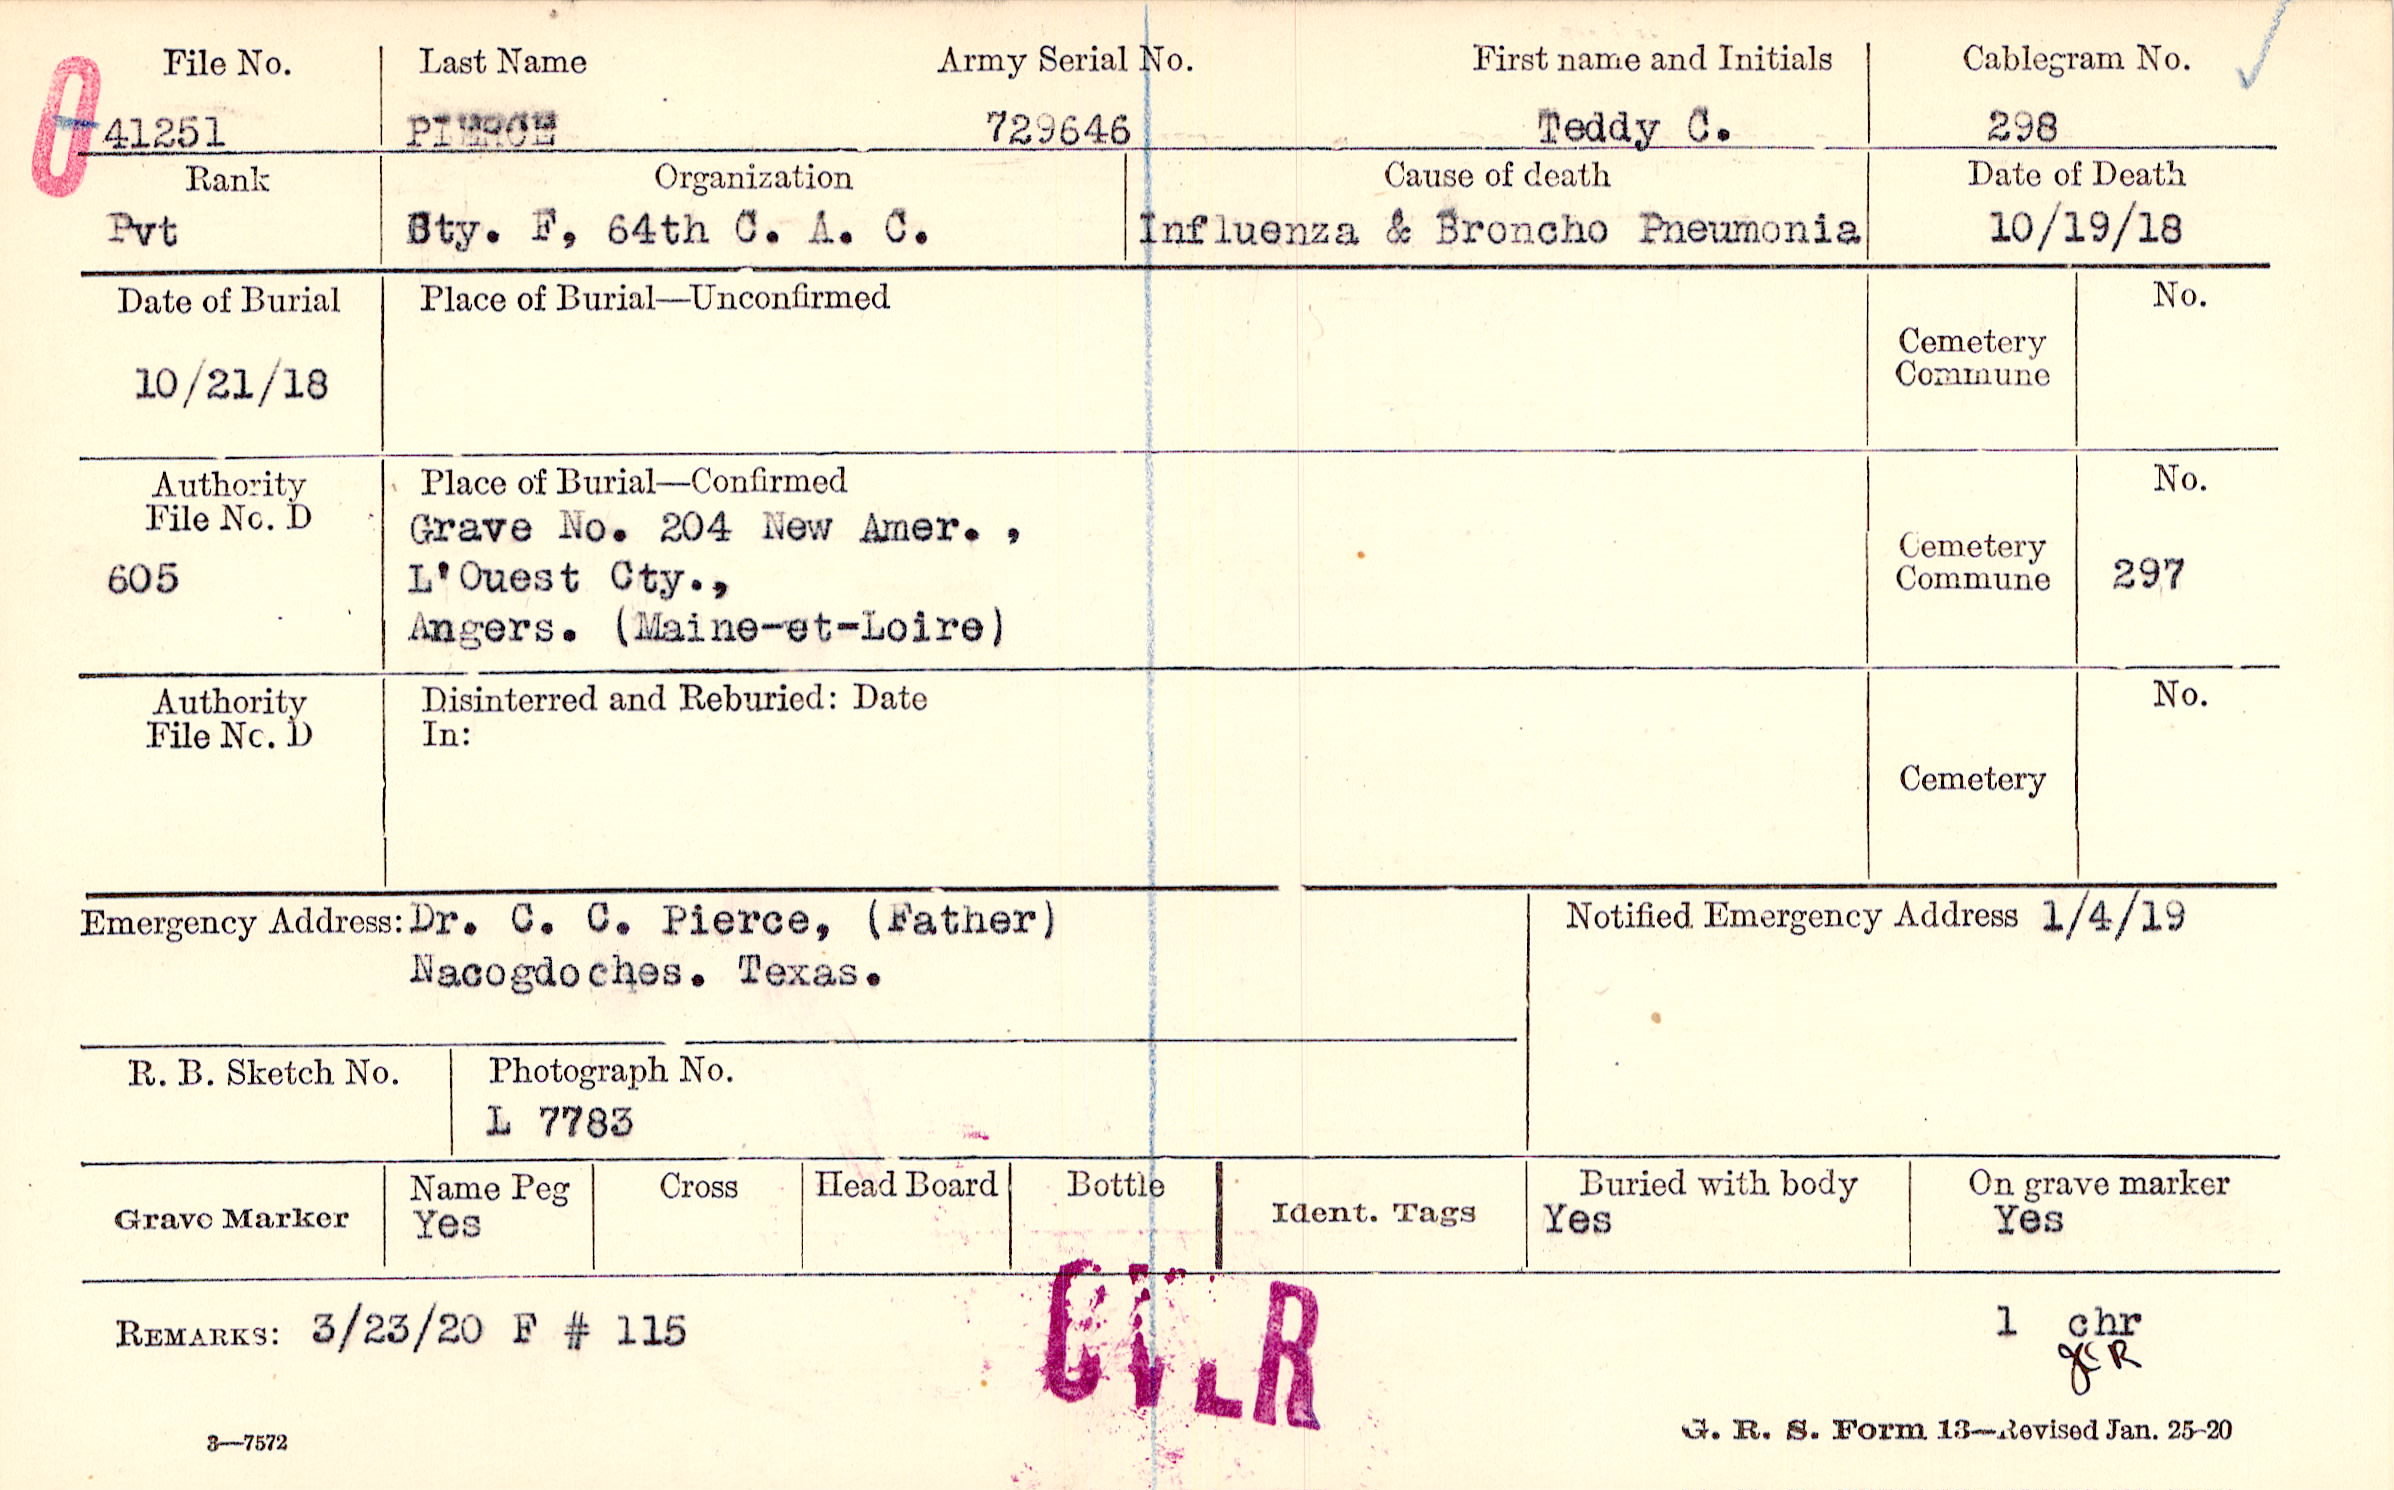 File No. Last Name Army Serial No. First name and Initials Cablegram No.
41251 PIERCE 729646 Teddy C. 298
Rank Organization Cause of death Date of Death
Pvt Bty. F, 64th C. A. C. Influenza & Broncho Pneumonia 10/19/18
Date of Burial Place of Burial—Unconfirmed No.
Cemetery
Commune
10/21/18
Authority Place of Burial—Confirmed No.
File No. D
Grave No. 204 New Amer. ,
Cemetery
605 L'Ouest Cty., Commune 297
Angers. (Maine-et-Loire)
Authority Disinterred and Reburied: Date No.
File No. D In:
Cemetery
Emergency Address: Dr. C. C. Pierce, (Father) Notified Emergency Address 1/4/19
Nacogdoches. Texas.
R. B. Sketch No. Photograph No.
L 7783
Grave Marker Name Peg Cross Head Board Bottle Ident. Tags Buried with body On grave marker
Yes Yes Yes
REMARKS: 3/23/20 F # 115 1 chr
3—7572 G. R. S. Form 13—Revised Jan. 25-20